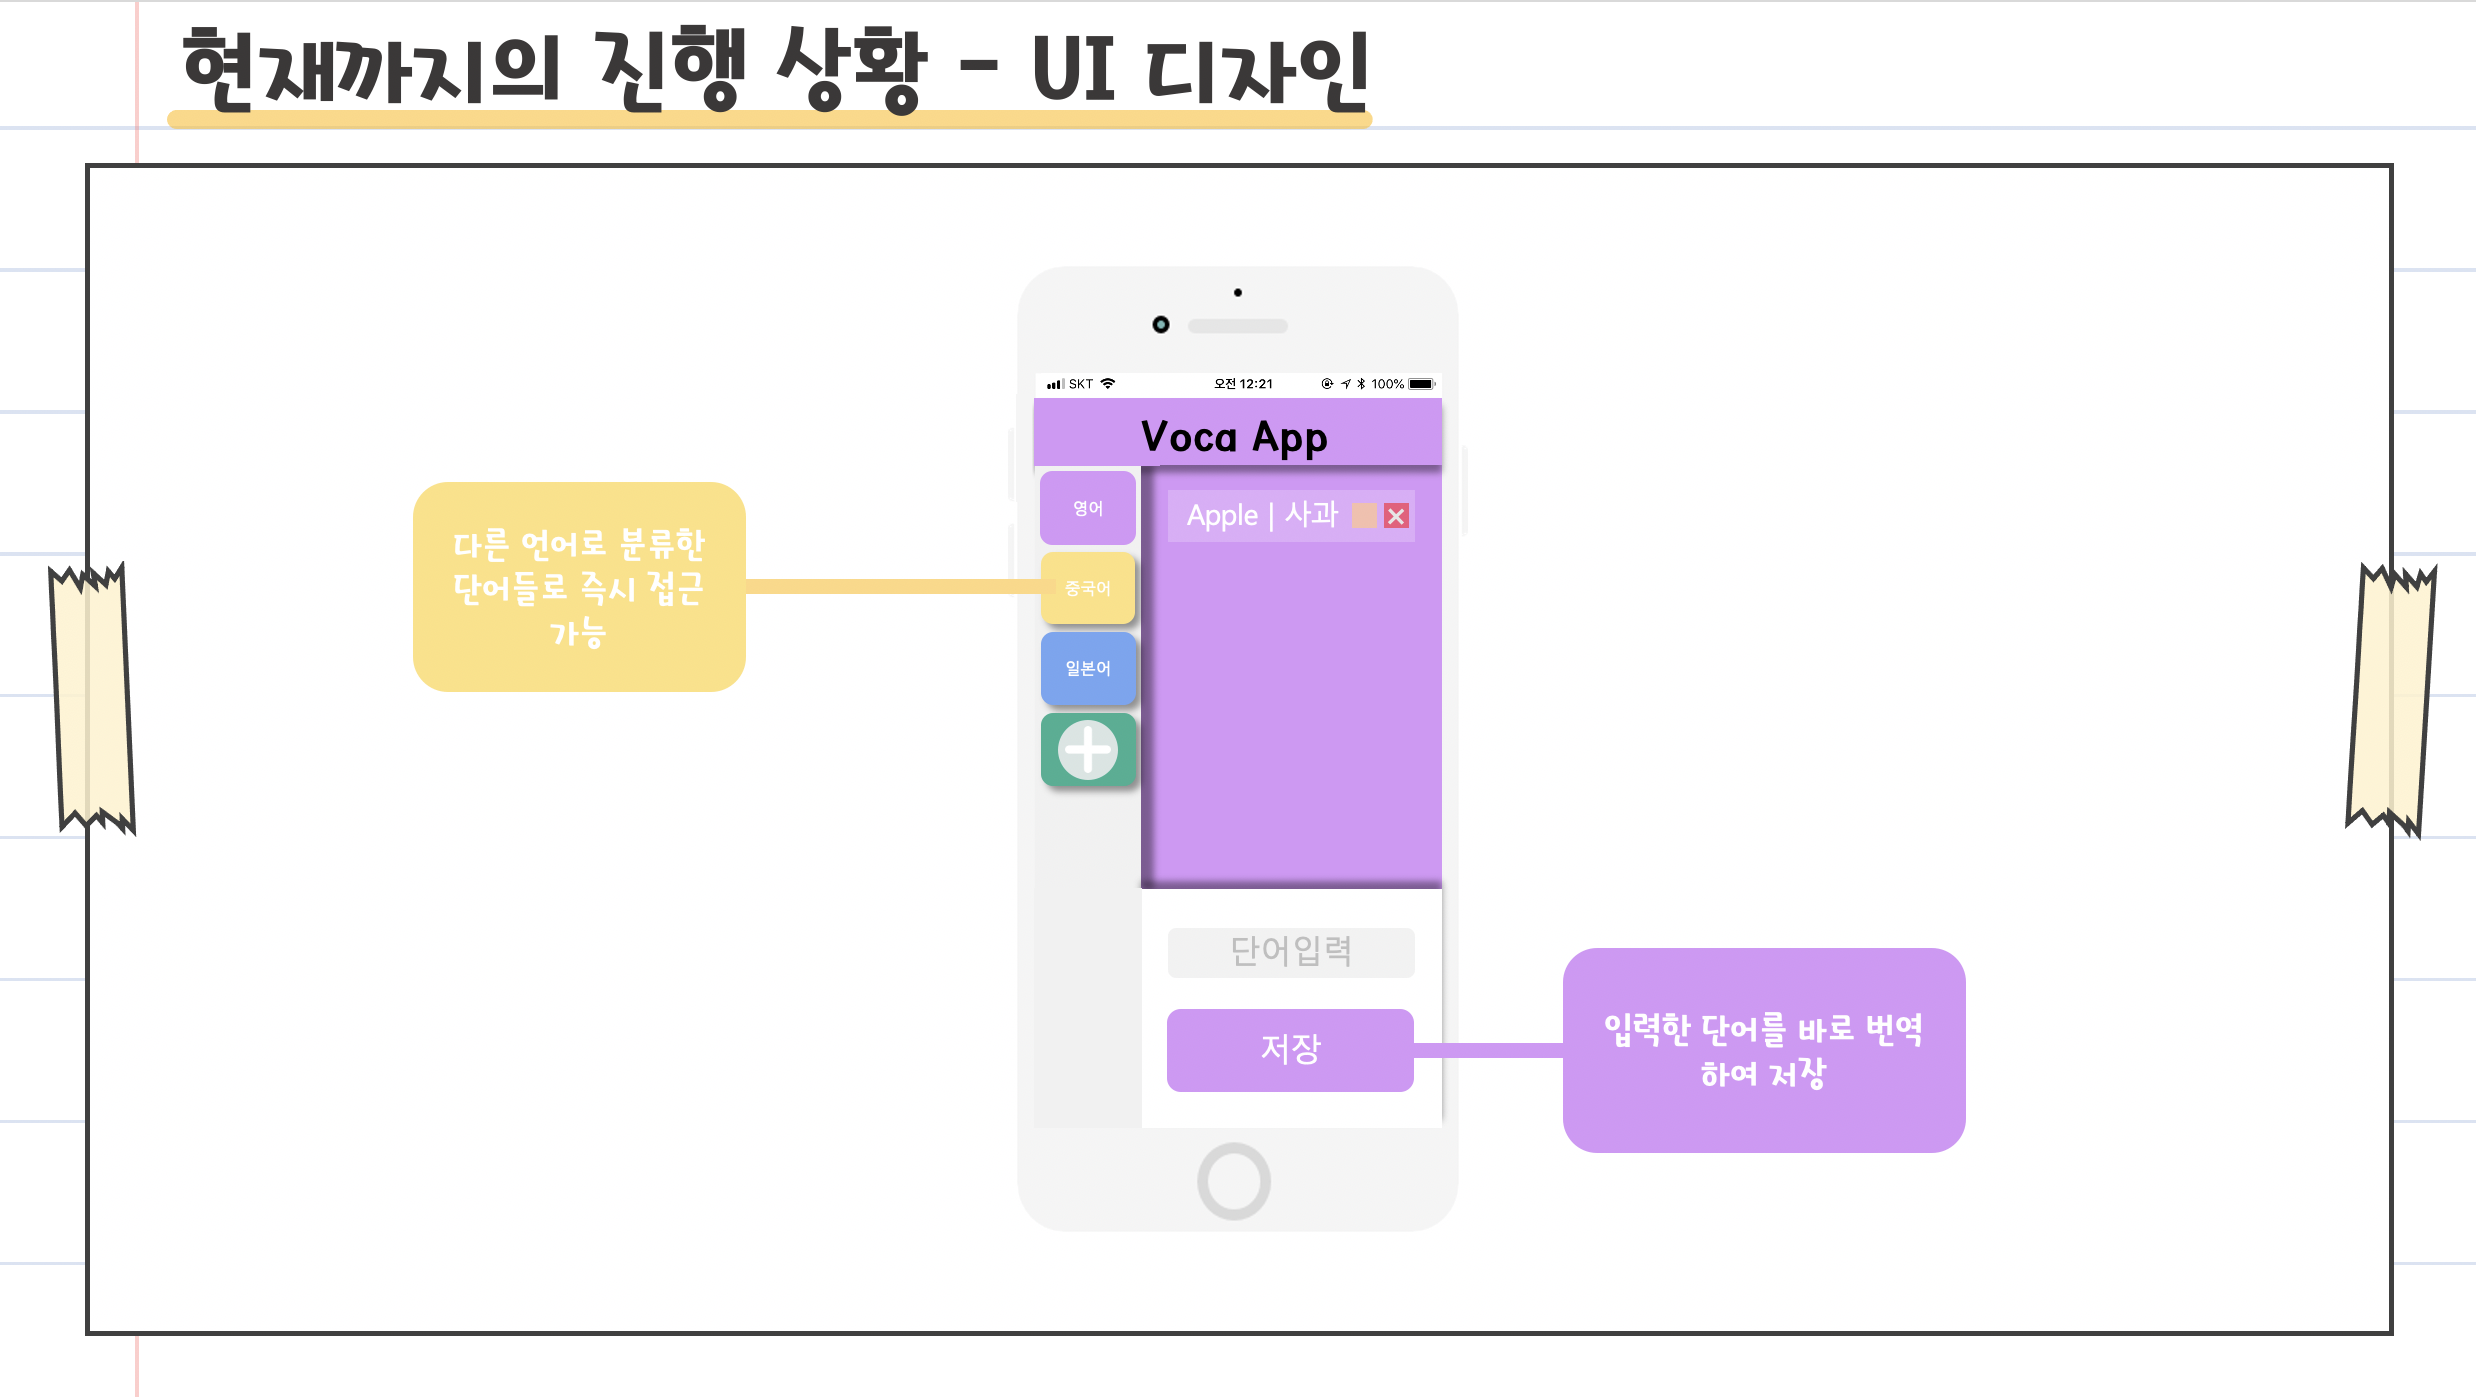 현재까지의 진행 상황 - UI 디자인
SKT 오전 12:21 100%
Voca App
영어
Apple | 사과
중국어
일본어
다른 언어로 분류한
단어들로 즉시 접근
가능
단어입력
저장
입력한 단어를 바로 번역
하여 저장